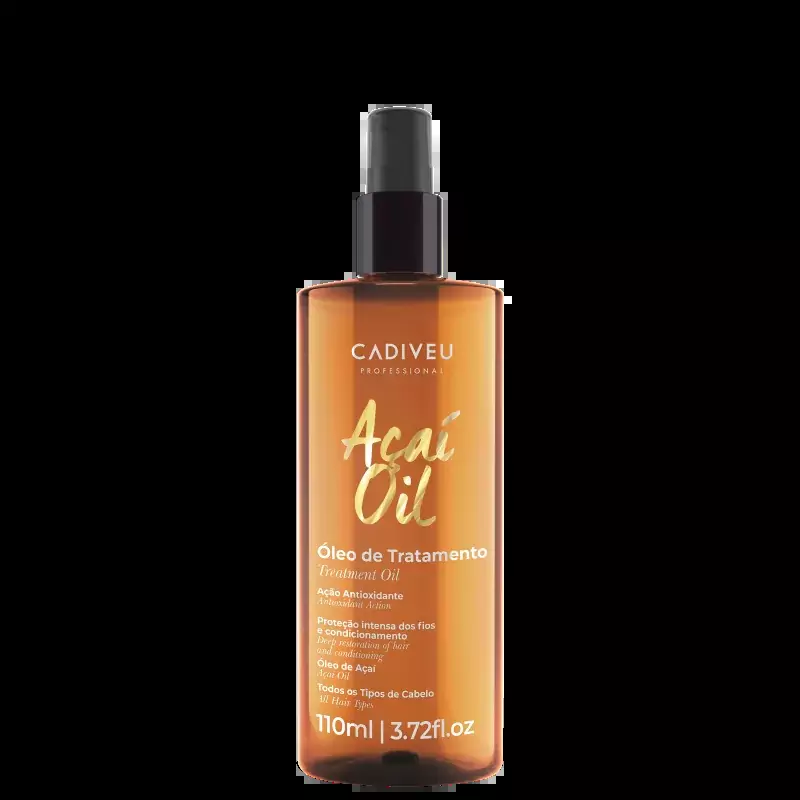 CADIVEU
PROFESSIONAL
Açaí
Oil
Óleo de Tratamento
Treatment Oil
Ação Antioxidante
Antioxidant Action
Proteção intensa dos fios
e condicionamento
Deep restoration of hair
and conditioning
Óleo de Açaí
Açai Oil
Todos os Tipos de Cabelo
All Hair Types
110ml | 3.72fl.oz